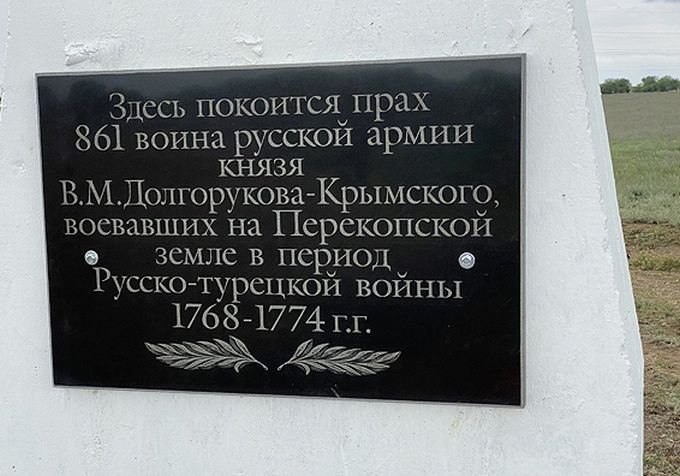 Здесь покоится прах
861 воина русской армии
князя
В.М.Долгорукова-Крымского,
воевавших на Перекопской
земле в период
Русско-турецкой войны
1768-1774 г.г.